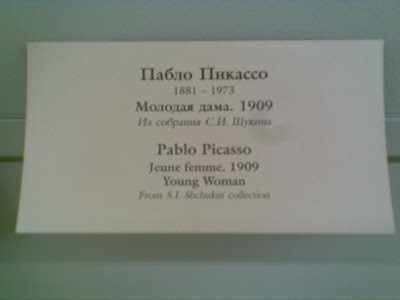 Пабло Пикассо
1881 – 1973
Молодая дама. 1909
Из собрания С.И. Щукина
Pablo Picasso
Jeune femme. 1909
Young Woman
From S.I. Shchukin collection